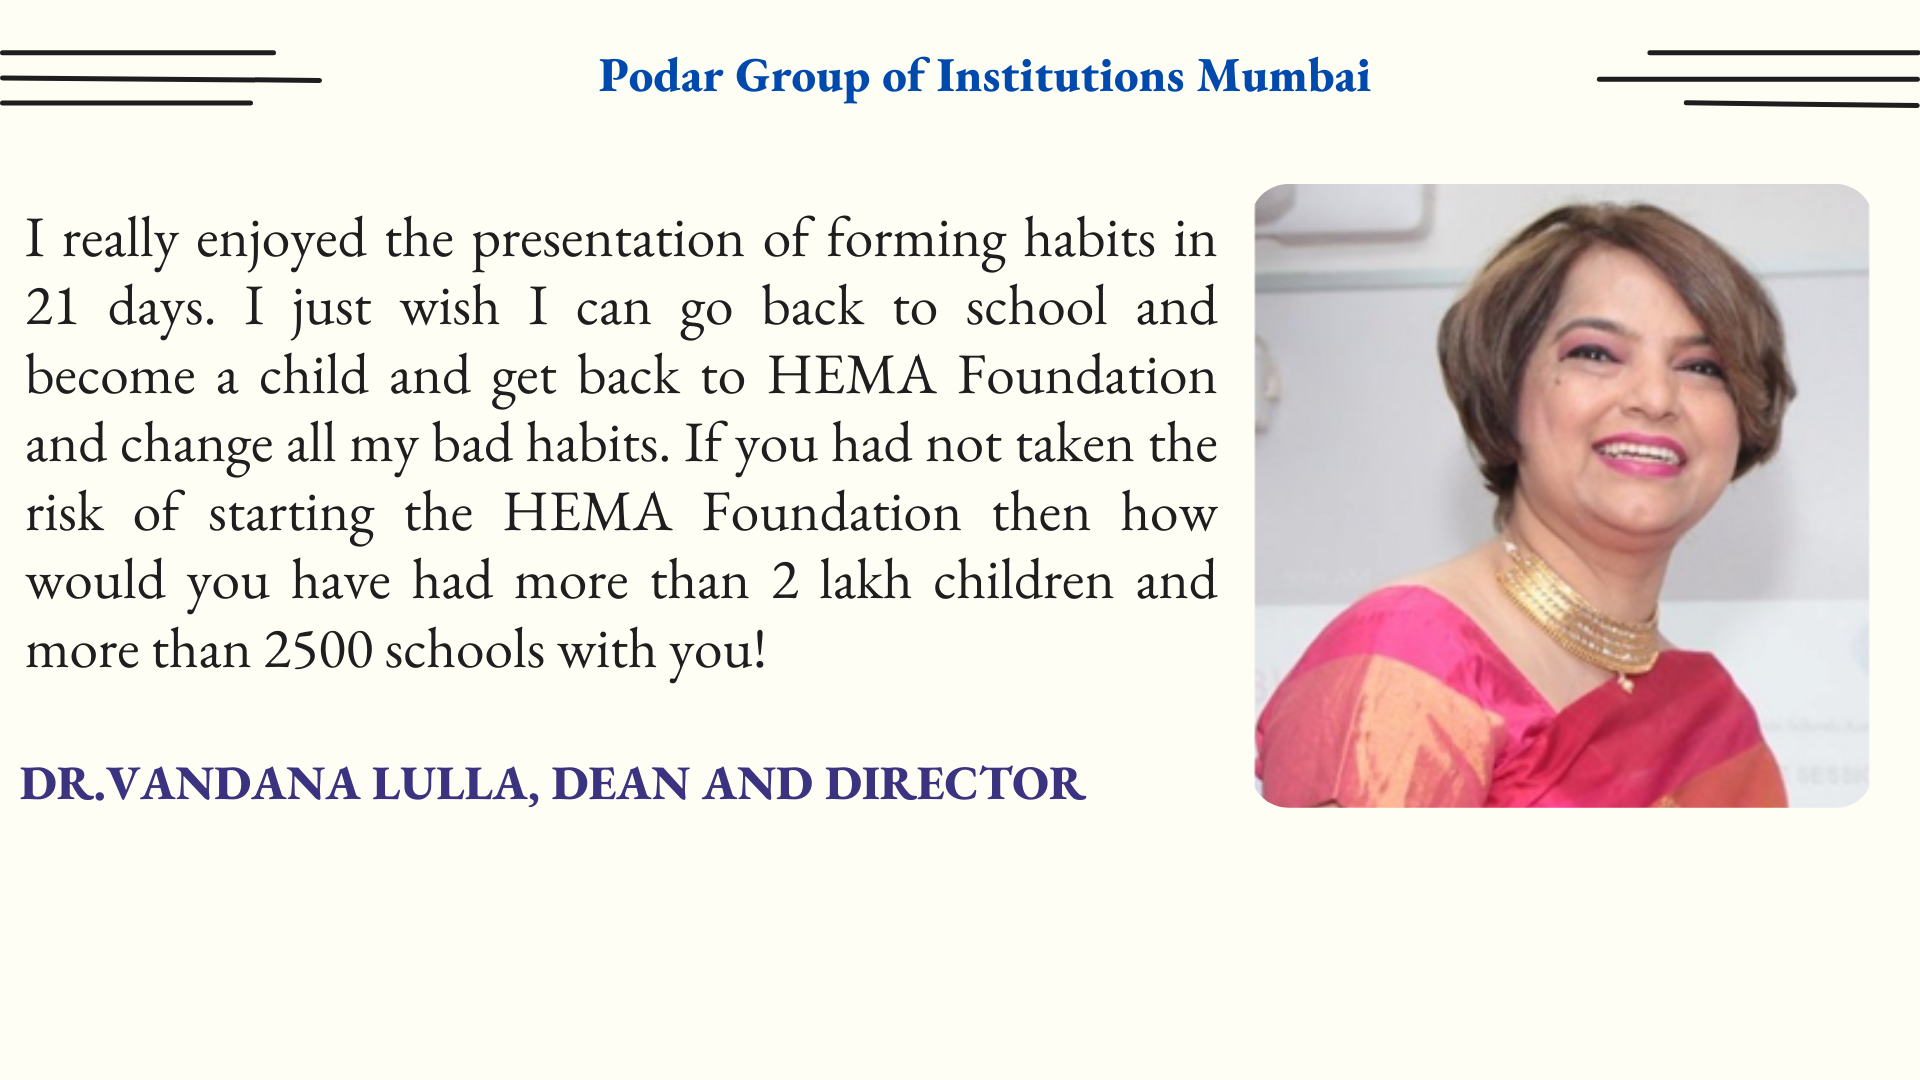 Podar Group of Institutions Mumbai
I really enjoyed the presentation of forming habits in
21 days. I just wish I can go back to school and
become a child and get back to HEMA Foundation
and change all my bad habits. If you had not taken the
risk of starting the HEMA Foundation then how
would you have had more than 2 lakh children and
more than 2500 schools with you!
DR.VANDANA LULLA, DEAN AND DIRECTOR